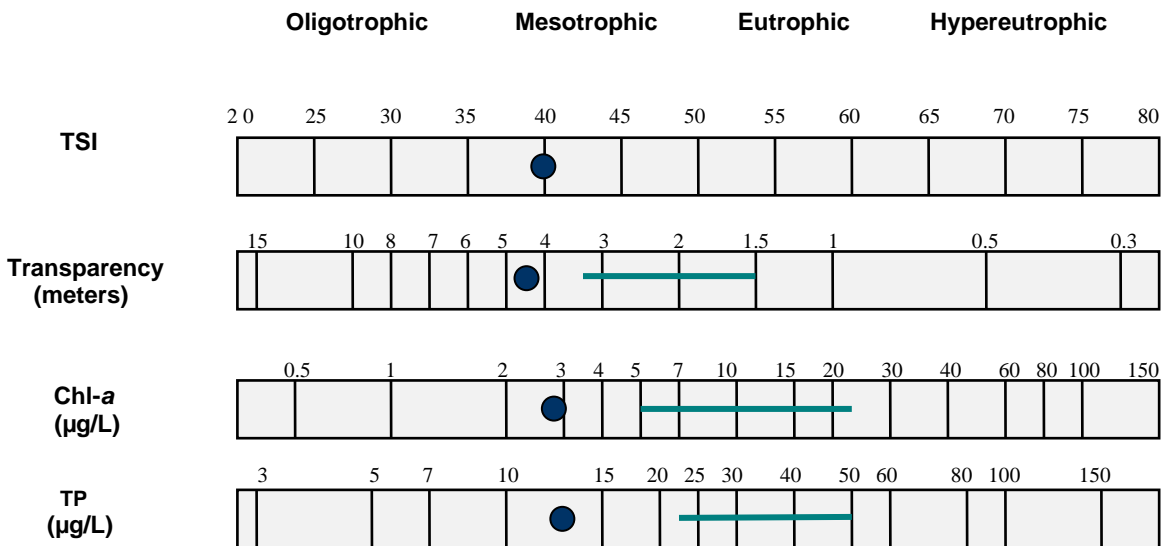 Oligotrophic Mesotrophic Eutrophic Hypereutrophic
2 0 25 30 35 40 45 50 55 60 65 70 75 80
TSI
15 10 8 7 6 5 4 3 2 1.5 1 0.5 0.3
Transparency
(meters)
0.5 1 2 3 4 5 7 10 15 20 30 40 60 80 100 150
Chl-a
(µg/L)
3 5 7 10 15 20 25 30 40 50 60 80 100 150
TP
(µg/L)